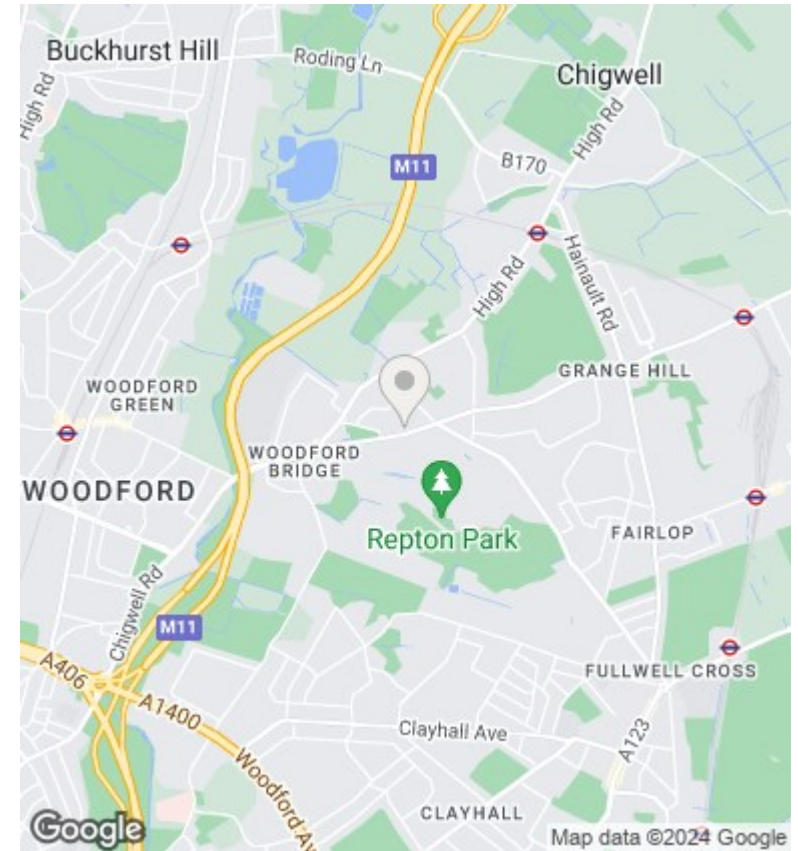 Buckhurst Hill
Roding Ln
Chigwell
High Rd
High Rd
M11
B170
Hainault Rd
High Rd
WOODFORD
GREEN
GRANGE HILL
WOODFORD
BRIDGE
WOODFORD
Repton Park
FAIRLOP
Chigwell Rd
M11
A406
A1400
FULLWELL CROSS
Woodford Av
Clayhall Ave
A123
CLAYHALL
Google
Map data ©2024 Google